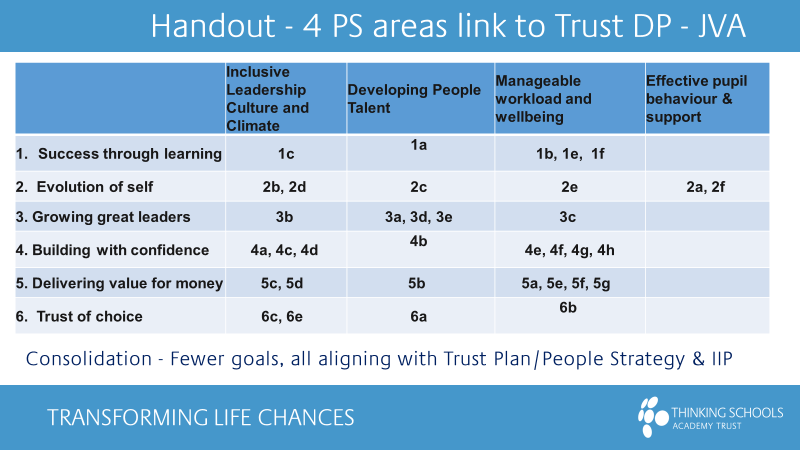 Handout - 4 PS areas link to Trust DP - JVA
Inclusive
Leadership
Culture and
Climate
Developing People
Talent
Manageable
workload and
wellbeing
Effective pupil
behaviour &
support
1. Success through learning 1c 1a 1b, 1e, 1f
2. Evolution of self 2b, 2d 2c 2e 2a, 2f
3. Growing great leaders 3b 3a, 3d, 3e 3c
4. Building with confidence 4a, 4c, 4d 4b 4e, 4f, 4g, 4h
5. Delivering value for money 5c, 5d 5b 5a, 5e, 5f, 5g
6. Trust of choice 6c, 6e 6a 6b
Consolidation - Fewer goals, all aligning with Trust Plan/People Strategy & IIP
TRANSFORMING LIFE CHANCES
THINKING SCHOOLS
ACADEMY TRUST